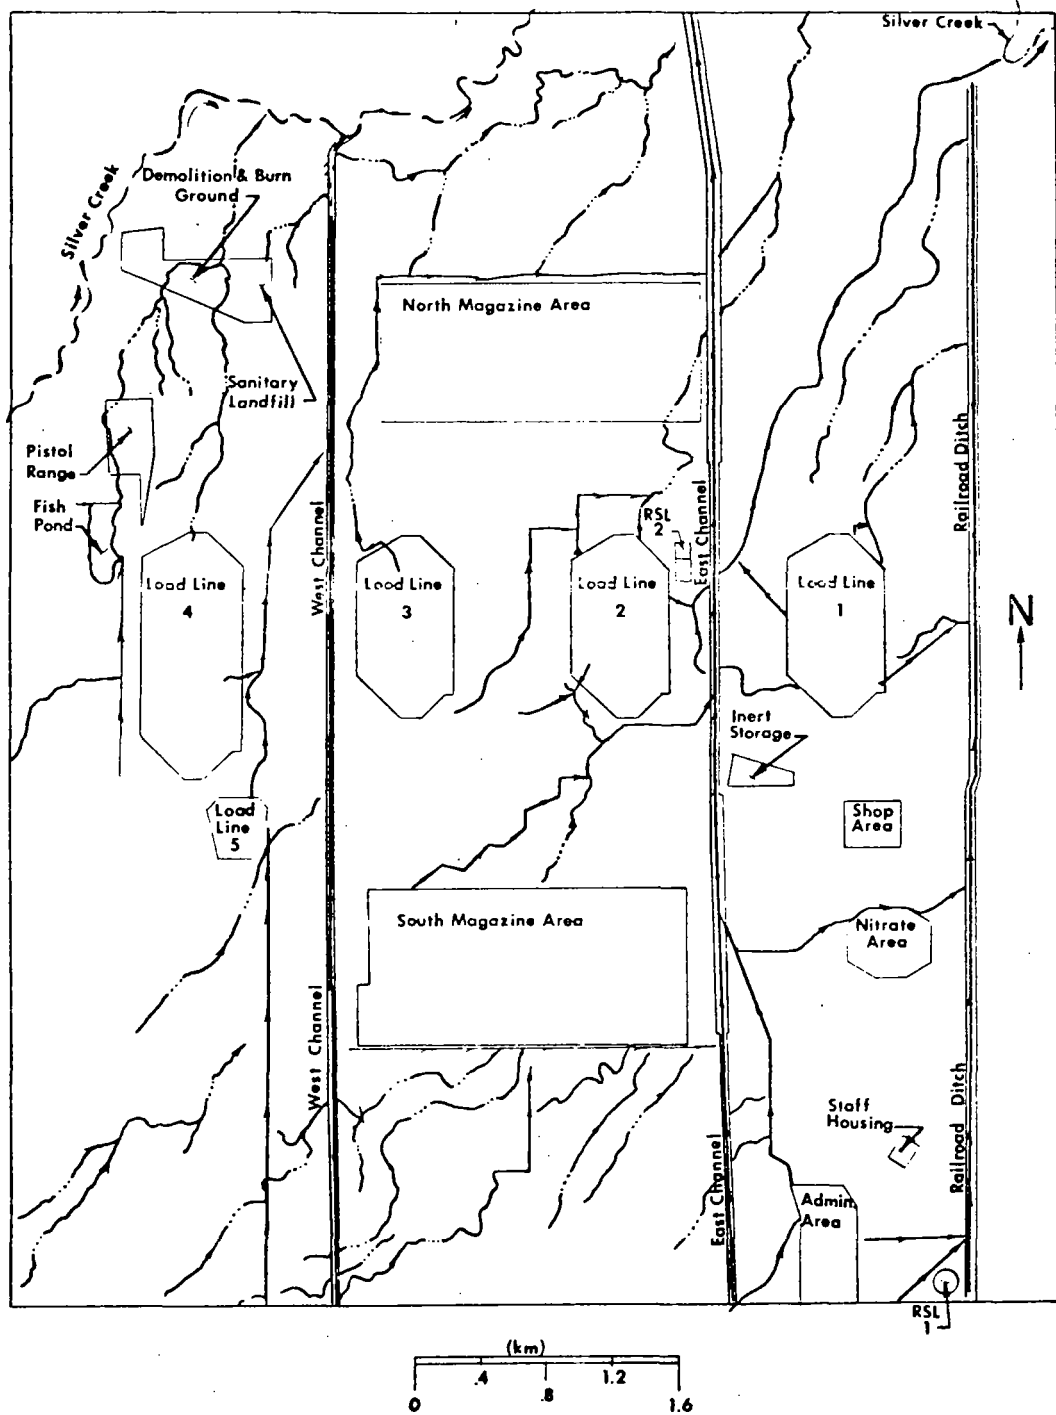 Silver Creek
Silver Creek
Demolition & Burn
Ground
North Magazine Area
Sanitary
Landfill
Pistol
Range
Fish
Pond
West Channel
RSL
2
East Channel
Railroad Ditch
Load Line
4
Load Line
3
Load Line
2
Load Line
1
N
Inert
Storage
Load
Line
5
Shop
Area
South Magazine Area
Nitrate
Area
West Channel
Staff
Housing
Railroad Ditch
East Channel
Admin.
Area
RSL
1
(km)
.4
1.2
0
.8
1.6